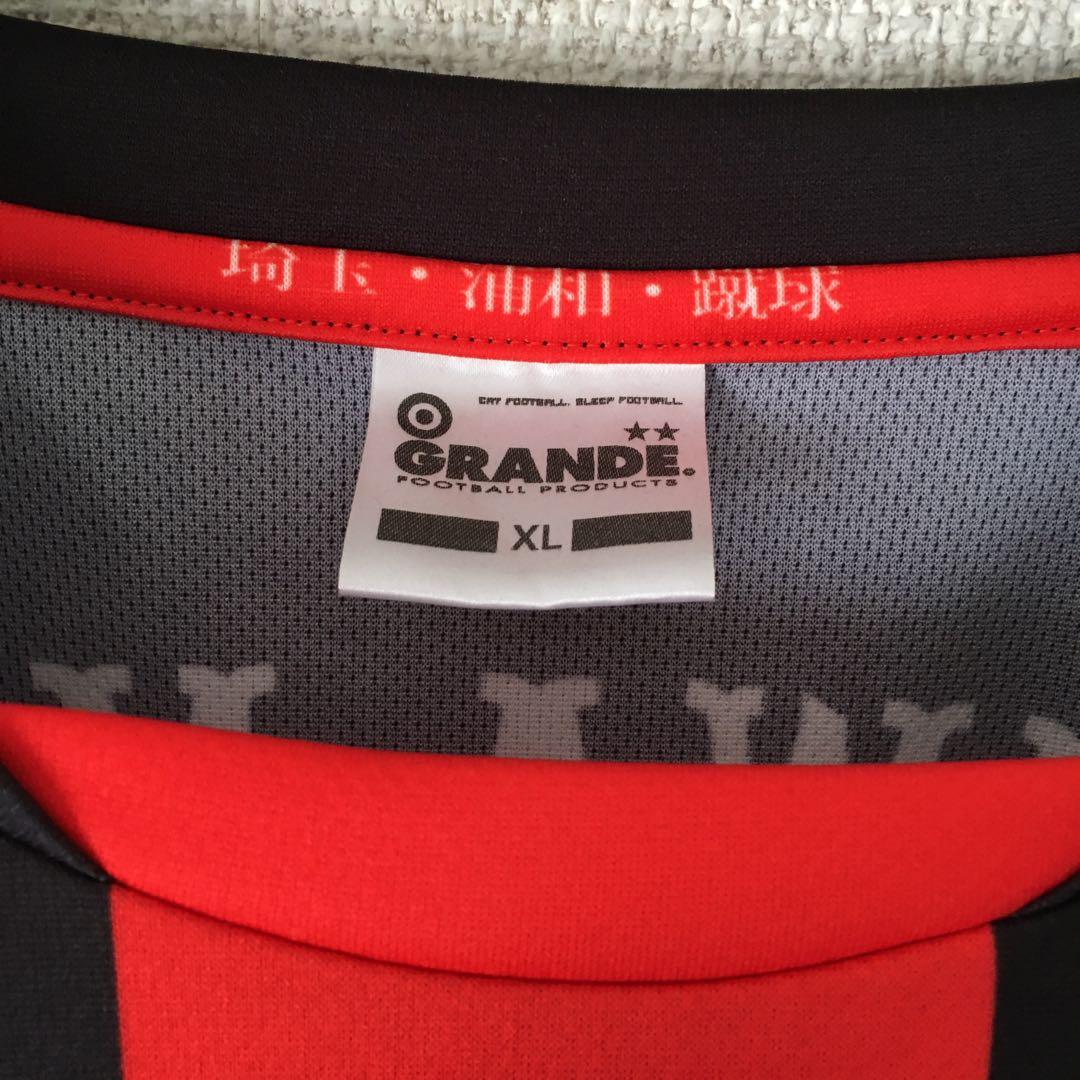 埼玉・浦和・蹴球
EAT FOOTBALL. SLEEP FOOTBALL.
GRANDE.
FOOTBALL PRODUCTS
XL